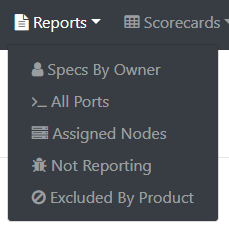 Reports Scorecards
Specs By Owner
All Ports
Assigned Nodes
Not Reporting
Excluded By Product